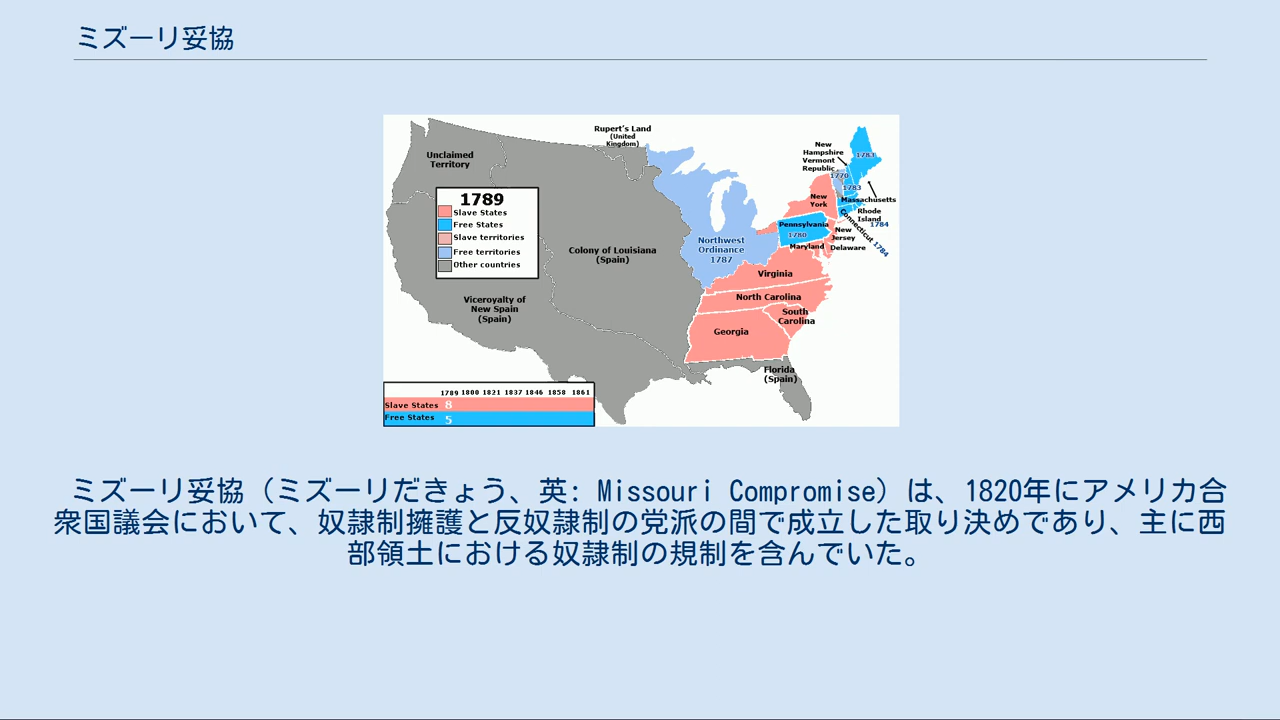 ミズーリ妥協
Rupert's Land
(United
Kingdom)
Unclaimed
Territory
New
Hampshire
Vermont
Republic
1783
1770
1783
Massachusetts
1789
Slave States
Free States
Slave territories
Free territories
Other countries
New
York
Rhode
Island
1784
Connecticut 1784
Pennsylvania
1780
New
Jersey
Maryland
Delaware
Colony of Louisiana
(Spain)
Northwest
Ordinance
1787
Virginia
Viceroyalty of
New Spain
(Spain)
North Carolina
South
Carolina
Georgia
Florida
(Spain)
1789 1800 1821 1837 1846 1858 1861
Slave States 8
Free States 5
ミズーリ妥協（ミズーリだきょう、英: Missouri Compromise）は、1820年にアメリカ合
衆国議会において、奴隷制擁護と反奴隷制の党派の間で成立した取り決めであり、主に西
部領土における奴隷制の規制を含んでいた。